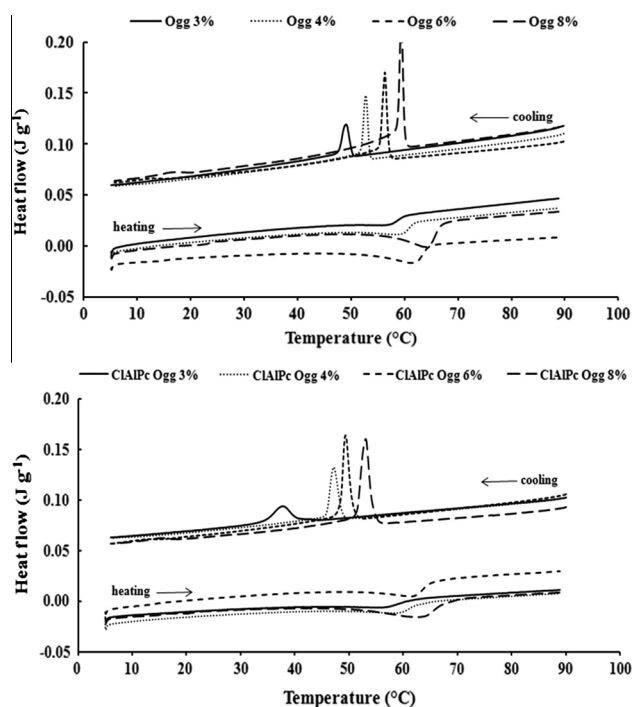 Ogg 3% Ogg 4% Ogg 6% Ogg 8%
0.20
0.15
0.10
0.05
0.00
-0.05
Heat flow (J g-1)
cooling
heating
0 10 20 30 40 50 60 70 80 90 100
Temperature (°C)
ClAlPc Ogg 3% ClAlPc Ogg 4% ClAlPc Ogg 6% ClAlPc Ogg 8%
0.20
0.15
0.10
0.05
0.00
-0.05
Heat flow (J g-1)
cooling
heating
0 10 20 30 40 50 60 70 80 90 100
Temperature (°C)